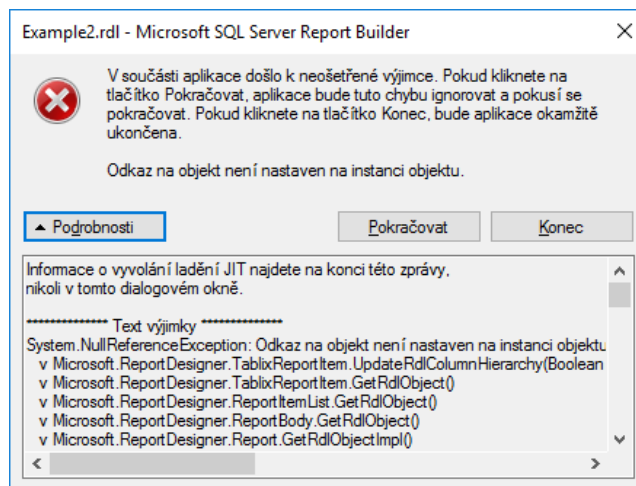 Example2.rdl - Microsoft SQL Server Report Builder
V součásti aplikace došlo k neošetřené výjimce. Pokud kliknete na
tlačítko Pokračovat, aplikace bude tuto chybu ignorovat a pokusí se
pokračovat. Pokud kliknete na tlačítko Konec, bude aplikace okamžitě
ukončena.
Odkaz na objekt není nastaven na instanci objektu.
Podrobnosti
Pokračovat
Konec
Informace o vyvolání ladění JIT najdete na konci této zprávy,
nikoli v tomto dialogovém okně.
************** Text výjimky **************
System.NullReferenceException: Odkaz na objekt není nastaven na instanci objektu
v Microsoft.ReportDesigner.TablixReportItem.UpdateRdlColumnHierarchy(Boolean
v Microsoft.ReportDesigner.TablixReportItem.GetRdlObject()
v Microsoft.ReportDesigner.ReportItemList.GetRdlObject()
v Microsoft.ReportDesigner.ReportBody.GetRdlObject()
v Microsoft.ReportDesigner.Report.GetRdlObjectImpl()